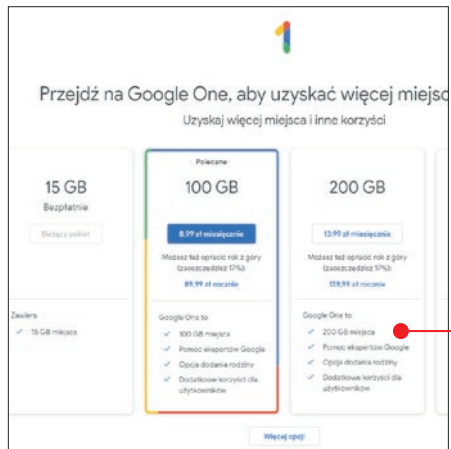 Przejdź na Google One, aby uzyskać więcej miejsc
Uzyskaj więcej miejsca i inne korzyści
15 GB
Bezpłatnie
Bieżący pakiet
Zawiera
15 GB miejsca
Polecane
100 GB
8,99 zł miesięcznie
Możesz też opłacić rok z góry
(zaoszczędzisz 17%):
89,99 zł rocznie
Google One to
100 GB miejsca
Pomoc ekspertów Google
Opcja dodania rodziny
Dodatkowe korzyści dla
użytkowników
200 GB
13,99 zł miesięcznie
Możesz też opłacić rok z góry
(zaoszczędzisz 17%):
139,99 zł rocznie
Google One to
200 GB miejsca
Pomoc ekspertów Google
Opcja dodania rodziny
Dodatkowe korzyści dla
użytkowników
Więcej opcji